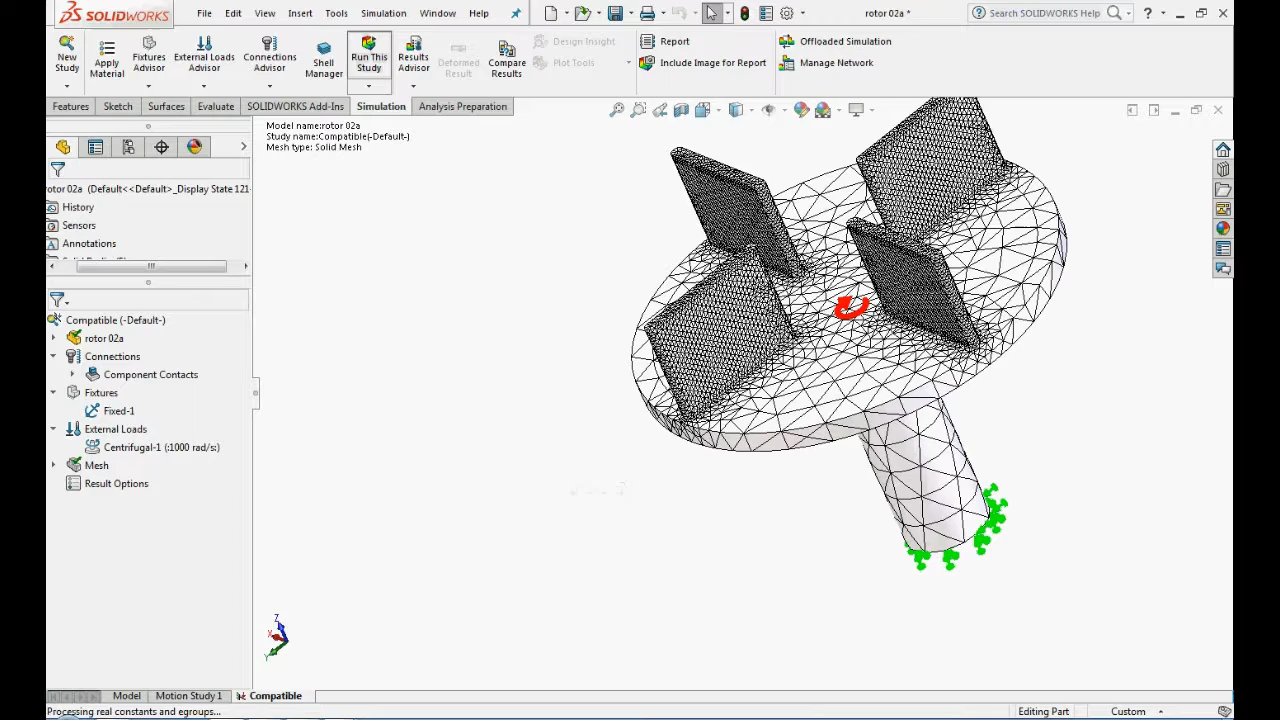 SOLIDWORKS File Edit View Insert Tools Simulation Window Help rotor 02a * Search SOLIDWORKS Help
New Study
Apply Material
Fixtures Advisor
External Loads Advisor
Connections Advisor
Shell Manager
Run This Study
Results Advisor
Deformed Result
Compare Results
Design Insight
Plot Tools
Report
Include Image for Report
Offloaded Simulation
Manage Network
Features Sketch Surfaces Evaluate SOLIDWORKS Add-Ins Simulation Analysis Preparation
Model name:rotor 02a
Study name:Compatible(-Default-)
Mesh type: Solid Mesh
otor 02a (Default<<Default>_Display State 121
History
Sensors
Annotations
Compatible (-Default-)
rotor 02a
Connections
Component Contacts
Fixtures
Fixed-1
External Loads
Centrifugal-1 (:1000 rad/s:)
Mesh
Result Options
Z
X
Y
Model Motion Study 1 Compatible
Processing real constants and egroups... Editing Part Custom